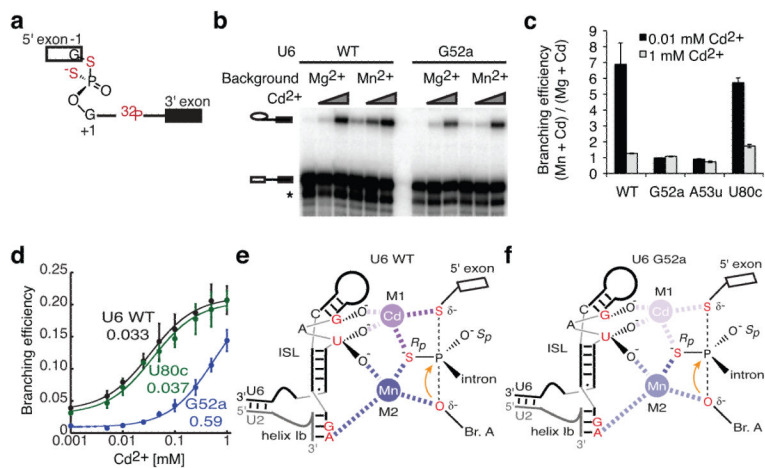 a
5' exon -1
G
S
-S
P
O
O
G
+1
32P
3' exon
b
U6 WT G52a
Background Mg2+ Mn2+ Mg2+ Mn2+
Cd2+
*
c
Branching efficiency
(Mn + Cd) / (Mg + Cd)
9
8
7
6
5
4
3
2
1
0
0.01 mM Cd2+
1 mM Cd2+
WT G52a A53u U80c
d
Branching efficiency
0.25
0.20
0.15
0.10
0.05
0
U6 WT
0.033
U80c
0.037
G52a
0.59
0.001 0.01 0.1 1
Cd2+ [mM]
e
U6 WT
5' exon
M1
C
G
O-
Cd
S δ-
A
U
O-
Rp
O- Sp
ISL
O-
S
P
intron
Mn
M2
O δ-
Br. A
3' U6
5' U2
helix Ib
G
A
3'
f
U6 G52a
5' exon
M1
C
G
O-
Cd
S δ-
A
U
O-
Rp
O- Sp
ISL
O-
-S
P
intron
Mn
M2
O δ-
Br. A
3' U6
5' U2
helix Ib
G
A
3'